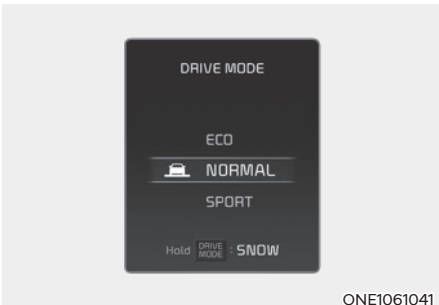 DRIVE MODE
ECO
NORMAL
SPORT
Hold DRIVE MODE : SNOW
ONE1061041